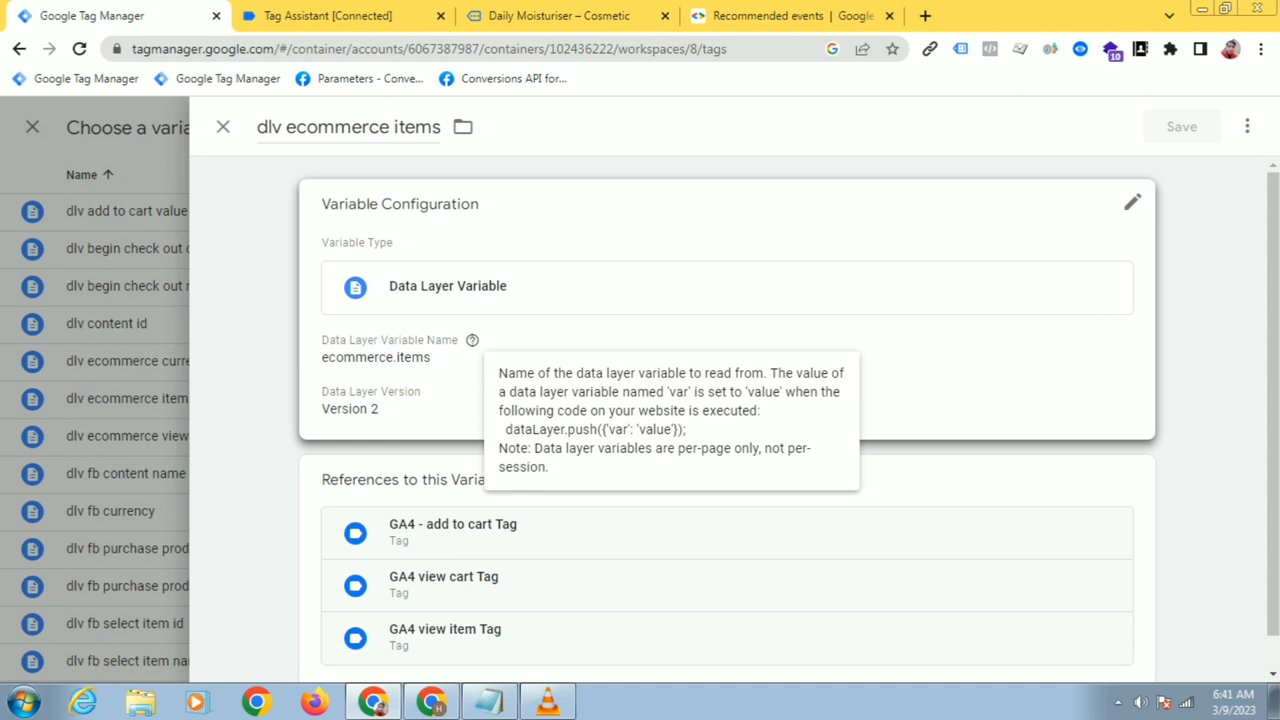 Google Tag Manager
Tag Assistant [Connected]
Daily Moisturiser – Cosmetic
Recommended events | Google
tagmanager.google.com/#/container/accounts/6067387987/containers/102436222/workspaces/8/tags
10
Google Tag Manager
Google Tag Manager
Parameters - Conve...
Conversions API for...
Choose a varia
dlv ecommerce items
Save
Name
dlv add to cart value
dlv begin check out
dlv begin check out
dlv content id
dlv ecommerce curre
dlv ecommerce item
dlv ecommerce view
dlv fb content name
dlv fb currency
dlv fb purchase prod
dlv fb purchase prod
dlv fb select item id
dlv fb select item na
Variable Configuration
Variable Type
Data Layer Variable
Data Layer Variable Name
ecommerce.items
Data Layer Version
Version 2
Name of the data layer variable to read from. The value of
a data layer variable named 'var' is set to 'value' when the
following code on your website is executed:
dataLayer.push({'var': 'value'});
Note: Data layer variables are per-page only, not per-
session.
References to this Varia
GA4 - add to cart Tag
Tag
GA4 view cart Tag
Tag
GA4 view item Tag
Tag
6:41 AM
3/9/2023